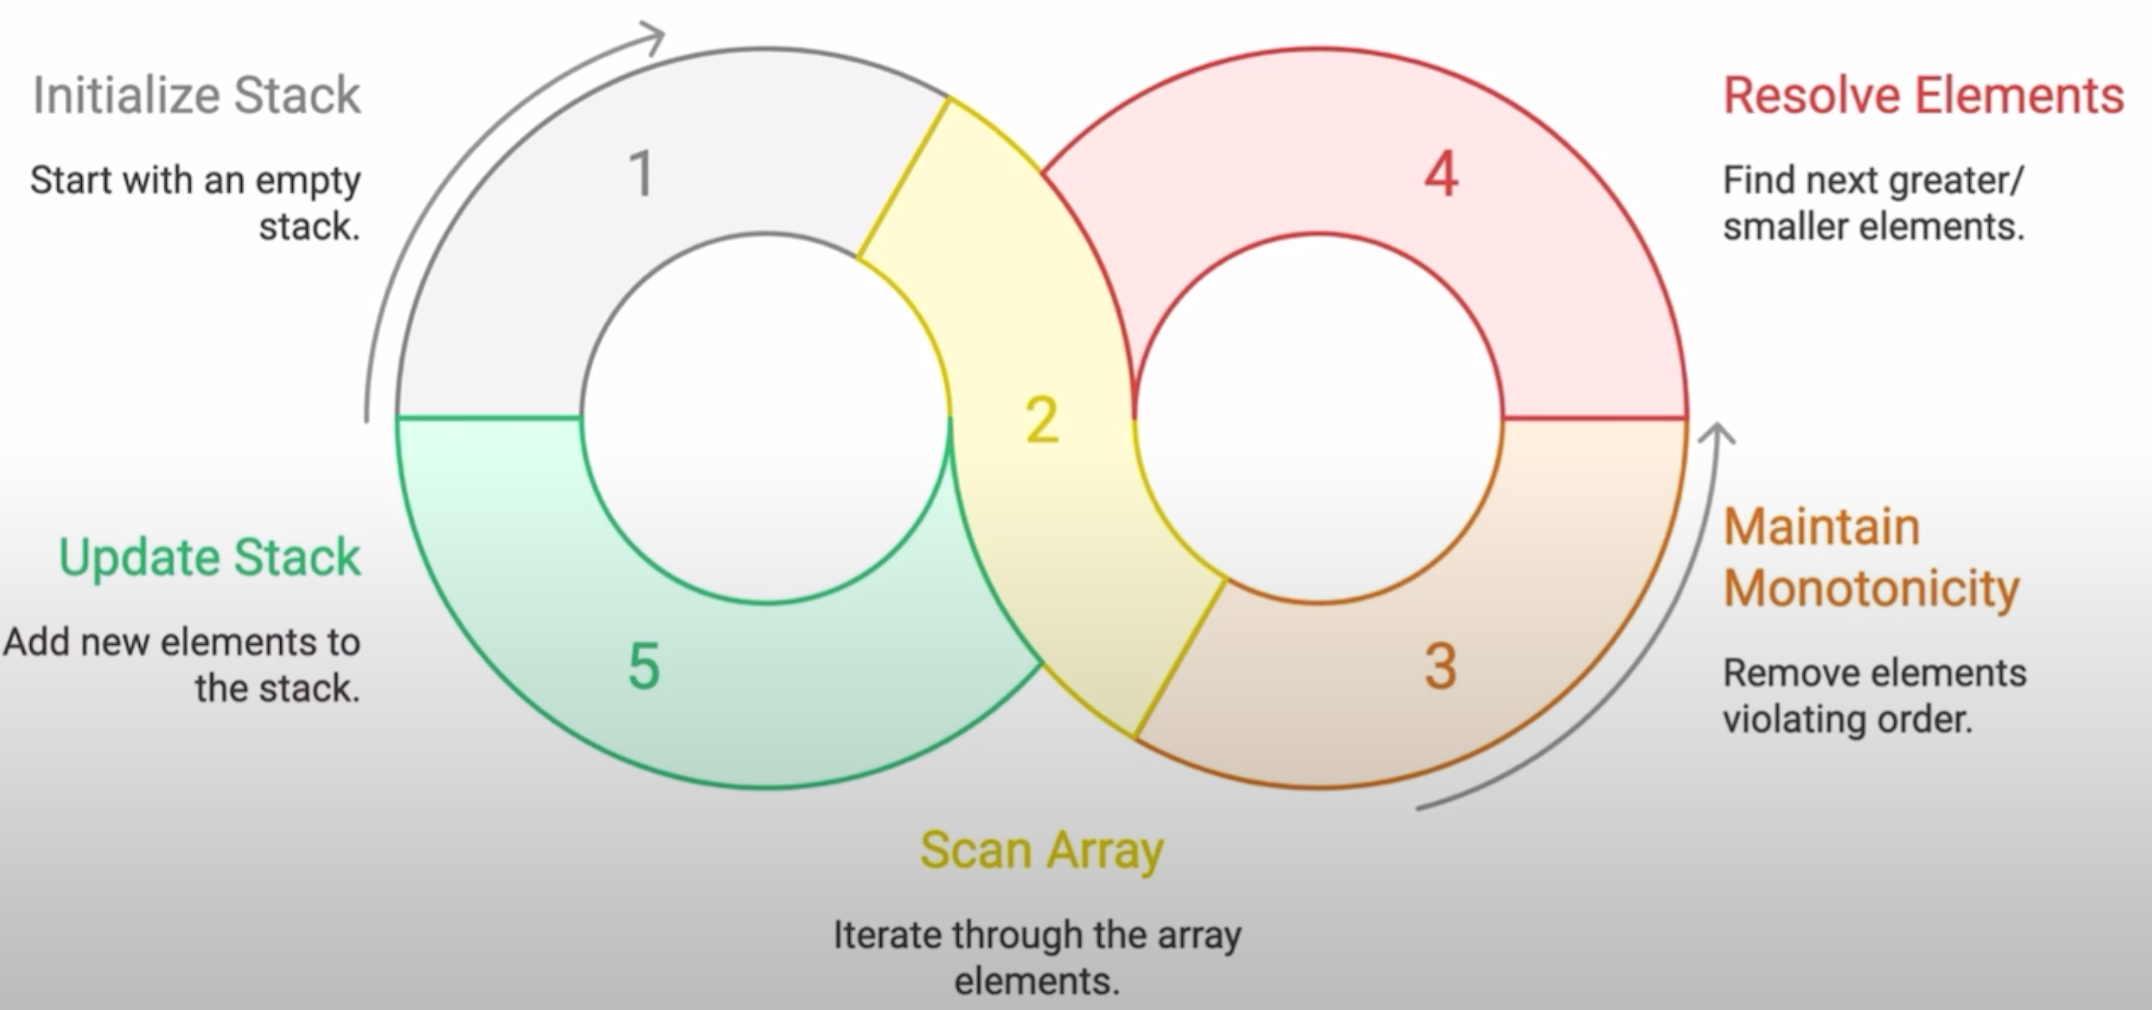 Initialize Stack
Start with an empty
stack.
1
2
Scan Array
Iterate through the array
elements.
3
Maintain
Monotonicity
Remove elements
violating order.
4
Resolve Elements
Find next greater/
smaller elements.
5
Update Stack
Add new elements to
the stack.